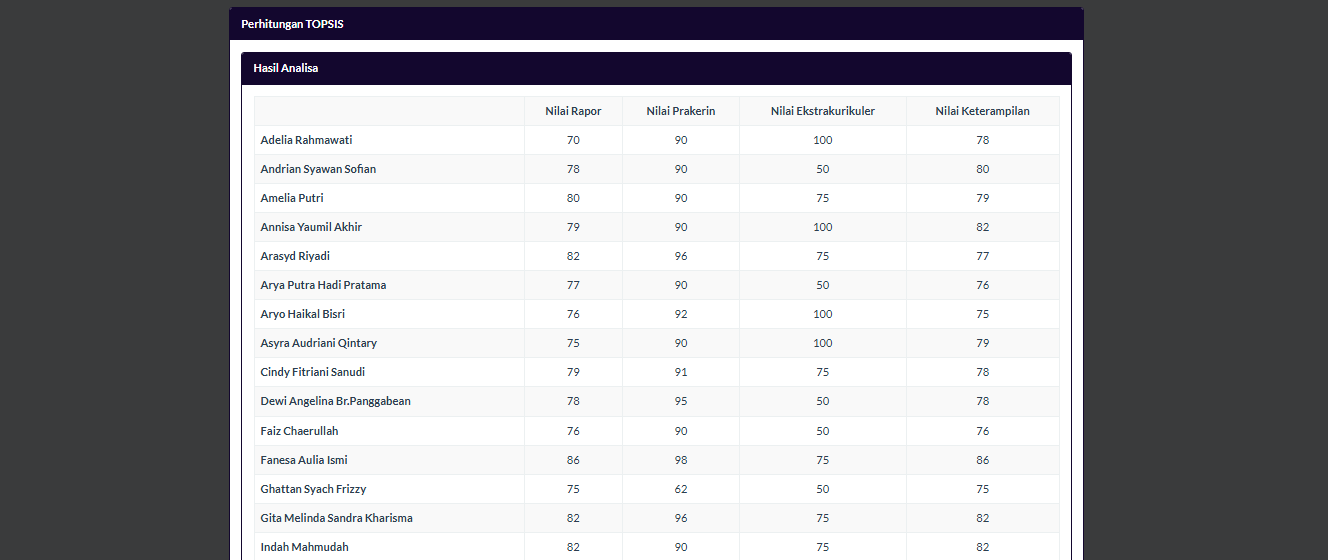 Perhitungan TOPSIS
Hasil Analisa
Nilai Rapor Nilai Prakerin Nilai Ekstrakurikuler Nilai Keterampilan
Adelia Rahmawati 70 90 100 78
Andrian Syawan Sofian 78 90 50 80
Amelia Putri 80 90 75 79
Annisa Yaumil Akhir 79 90 100 82
Arasyd Riyadi 82 96 75 77
Arya Putra Hadi Pratama 77 90 50 76
Aryo Haikal Bisri 76 92 100 75
Asyra Audriani Qintary 75 90 100 79
Cindy Fitriani Sanudi 79 91 75 78
Dewi Angelina Br.Panggabean 78 95 50 78
Faiz Chaerullah 76 90 50 76
Fanesa Aulia Ismi 86 98 75 86
Ghattan Syach Frizzy 75 62 50 75
Gita Melinda Sandra Kharisma 82 96 75 82
Indah Mahmudah 82 90 75 82